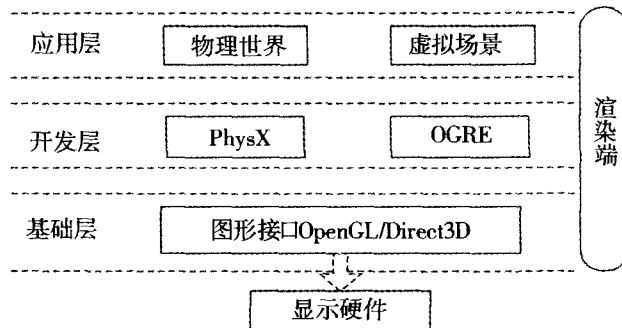 应用层 物理世界 虚拟场景
开发层 PhysX OGRE
基础层 图形接口OpenGL/Direct3D
显示硬件
渲染端